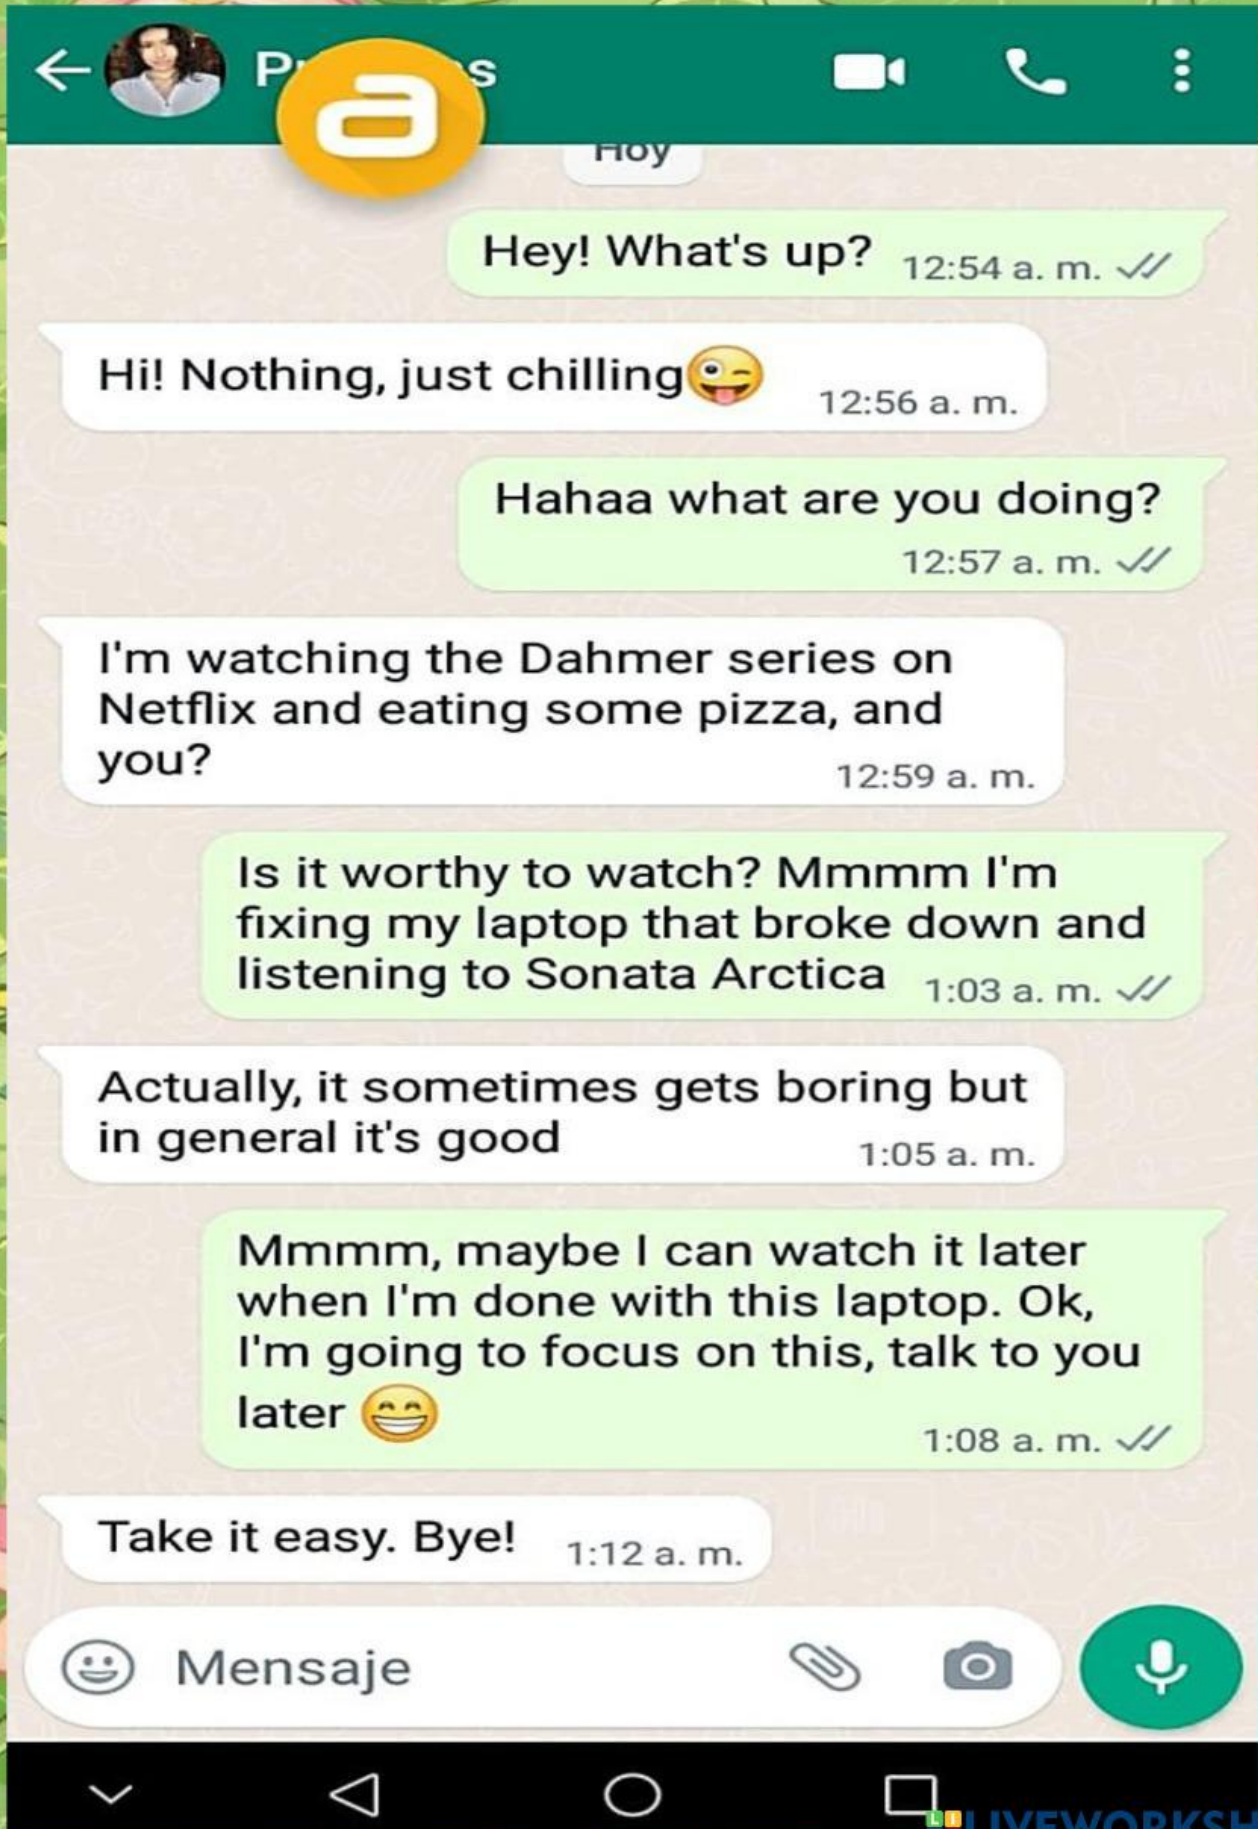 Hoy
Hey! What's up? 12:54 a. m.
Hi! Nothing, just chilling😜
12:56 a. m.
Hahaa what are you doing?
12:57 a. m.
I'm watching the Dahmer series on
Netflix and eating some pizza, and
you?
12:59 a. m.
Is it worthy to watch? Mmmm I'm
fixing my laptop that broke down and
listening to Sonata Arctica 1:03 a. m.
Actually, it sometimes gets boring but
in general it's good
1:05 a. m.
Mmmm, maybe I can watch it later
when I'm done with this laptop. Ok,
I'm going to focus on this, talk to you
later 😁
1:08 a. m.
Take it easy. Bye! 1:12 a. m.
Mensaje